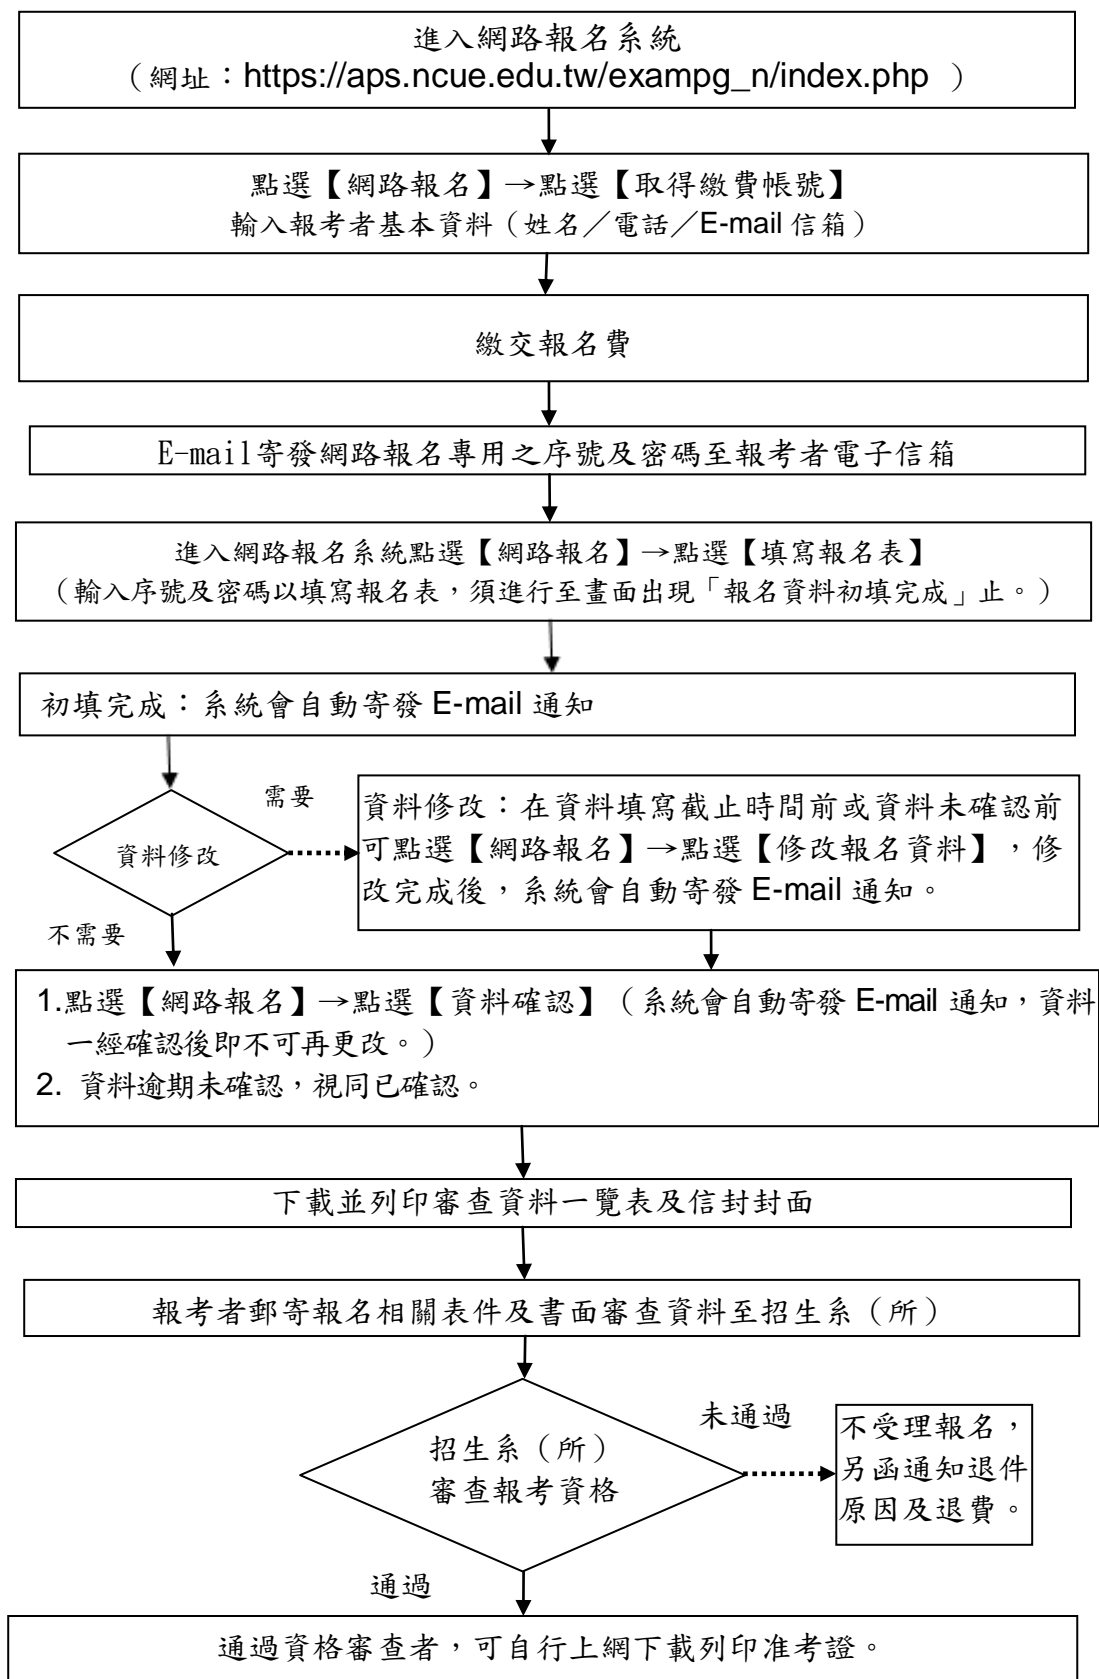 進入網路報名系統
（網址：https://aps.ncue.edu.tw/exampg_n/index.php ）
點選【網路報名】→點選【取得繳費帳號】
輸入報考者基本資料（姓名／電話／E-mail 信箱）
繳交報名費
E-mail寄發網路報名專用之序號及密碼至報考者電子信箱
進入網路報名系統點選【網路報名】→點選【填寫報名表】
（輸入序號及密碼以填寫報名表，須進行至畫面出現「報名資料初填完成」止。）
初填完成：系統會自動寄發 E-mail 通知
資料修改
需要
資料修改：在資料填寫截止時間前或資料未確認前
可點選【網路報名】→點選【修改報名資料】，修
改完成後，系統會自動寄發 E-mail 通知。
不需要
1.點選【網路報名】→點選【資料確認】（系統會自動寄發 E-mail 通知，資料
一經確認後即不可再更改。）
2. 資料逾期未確認，視同已確認。
下載並列印審查資料一覽表及信封封面
報考者郵寄報名相關表件及書面審查資料至招生系（所）
招生系（所）
審查報考資格
未通過
不受理報名，
另函通知退件
原因及退費。
通過
通過資格審查者，可自行上網下載列印准考證。